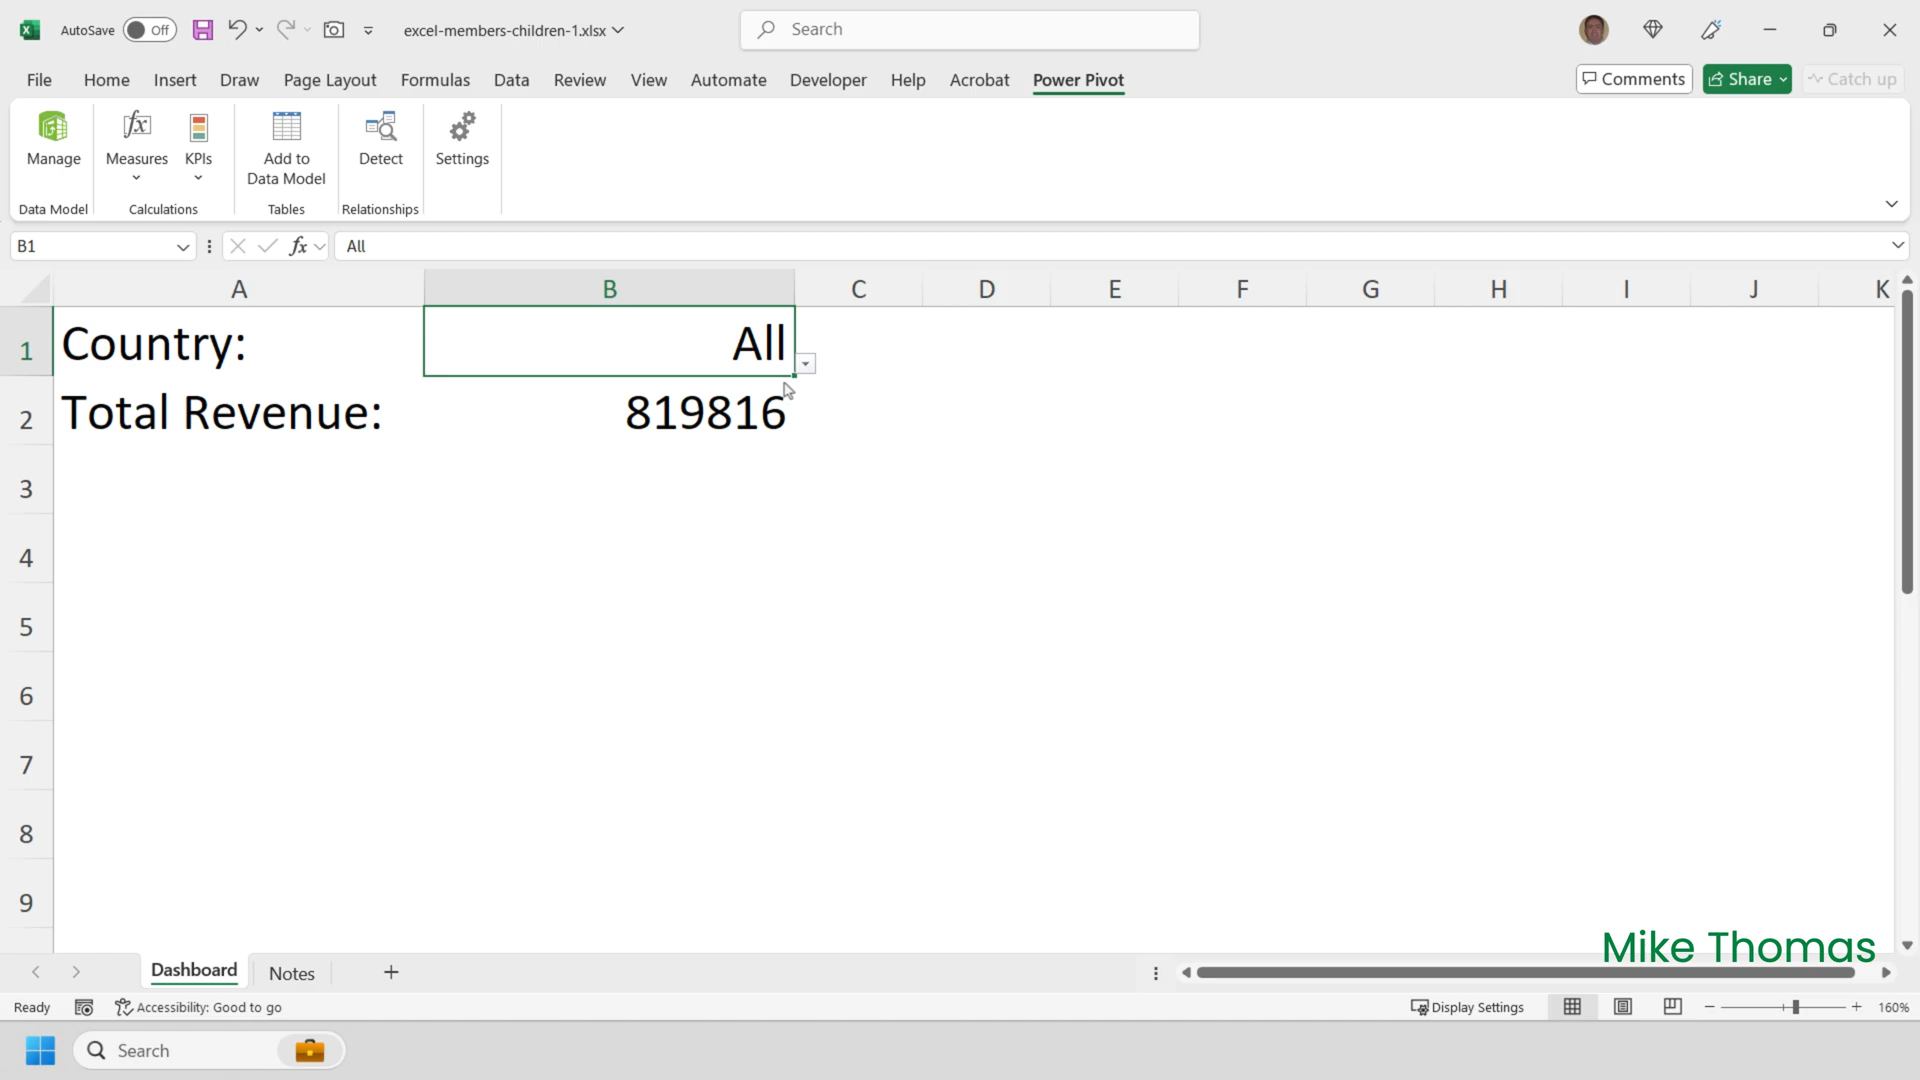 AutoSave Off excel-members-children-1.xlsx Search
File Home Insert Draw Page Layout Formulas Data Review View Automate Developer Help Acrobat Power Pivot Comments Share Catch up
Manage Measures KPIs Add to Data Model Detect Settings
Data Model Calculations Tables Relationships
B1 fx All
A B C D E F G H I J K
1 Country: All
2 Total Revenue: 819816
3
4
5
6
7
8
9
Mike Thomas
Dashboard Notes
Ready Accessibility: Good to go Display Settings 160%
Search